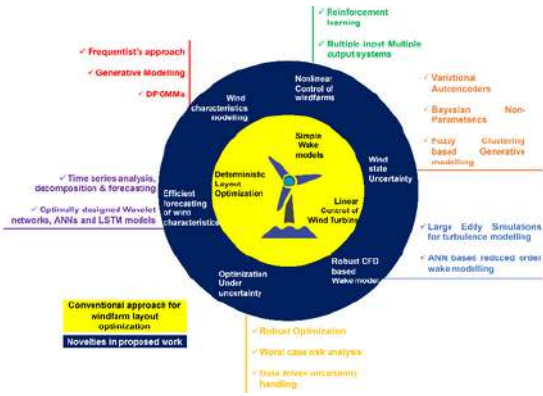 ✓ Reinforcement
learning
✓ Multiple input Multiple
output systems
✓ Frequentist's approach
✓ Generative Modelling
✓ DPGMMs
Nonlinear
Control of
windfarms
Wind
characteristics
modelling
✓ Variational
Autoencoders
✓ Bayesian Non-
Parametrics
✓ Fuzzy Clustering
based Generative
modelling
Simple
Wake
models
Wind
state
Uncertainty
✓ Time series analysis,
decomposition & forecasting
✓ Optimally designed Wavelet
networks, ANNs and LSTM models
Efficient
forecasting
of wind
characteristics
Deterministic
Layout
Optimization
Linear
Control of
Wind Turbine
✓ Large Eddy Simulations
for turbulence modelling
✓ ANN based reduced order
wake modelling
Robust CFD
based
Wake model
Optimization
Under
uncertainty
Conventional approach for
windfarm layout
optimization
Novelties in proposed work
✓ Robust Optimization
✓ Worst case risk analysis
✓ Data driven uncertainty
handling